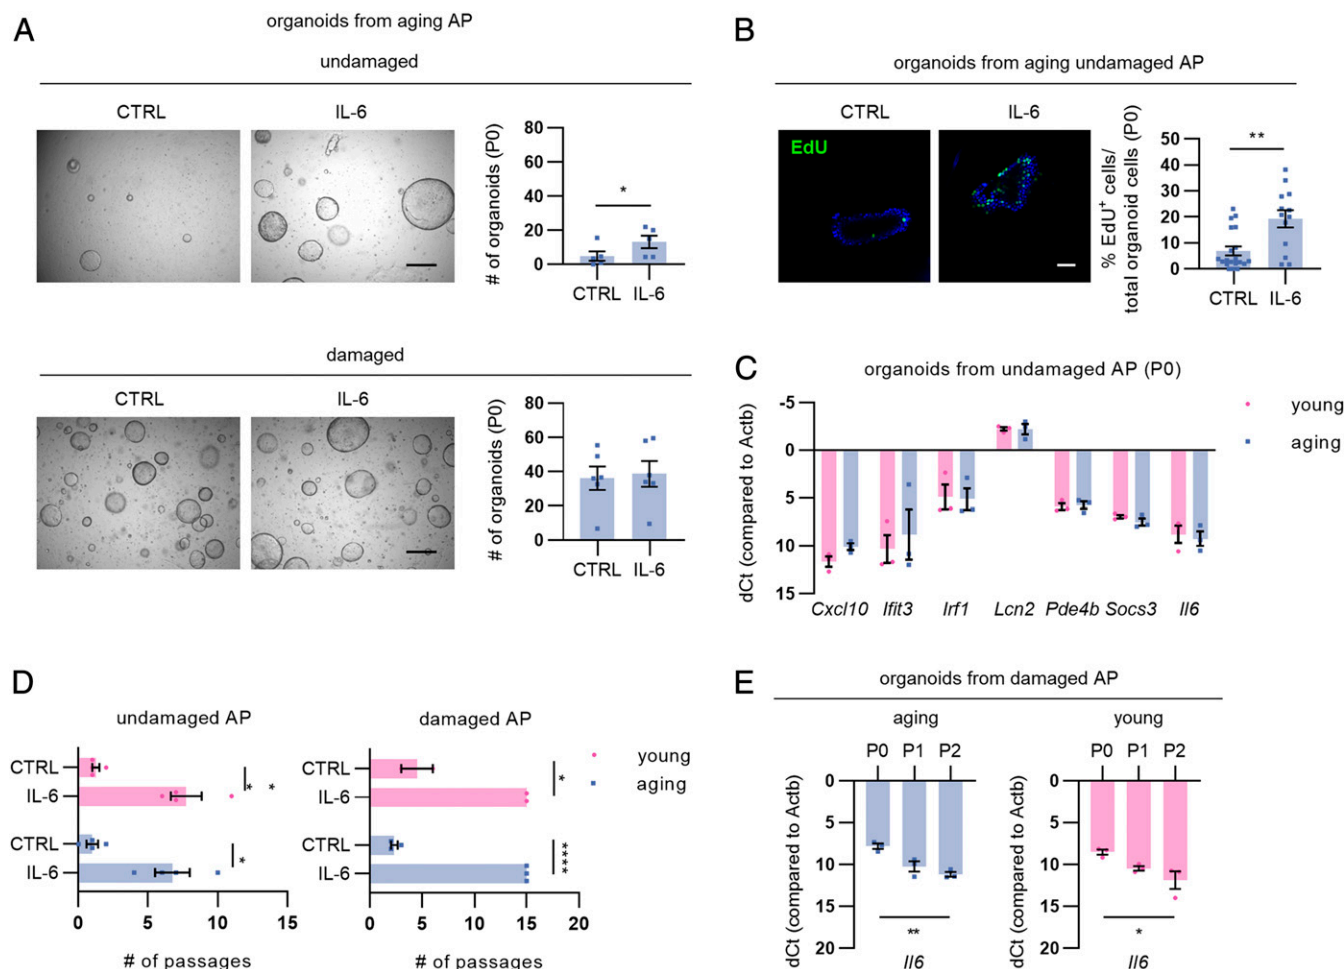 A
organoids from aging AP
undamaged
CTRL
IL-6
# of organoids (P0)
80
60
40
20
0
*
CTRL
IL-6
damaged
CTRL
IL-6
# of organoids (P0)
80
60
40
20
0
CTRL
IL-6
B
organoids from aging undamaged AP
CTRL
IL-6
EdU
% EdU+ cells/
total organoid cells (P0)
50
40
30
20
10
0
**
CTRL
IL-6
C
organoids from undamaged AP (P0)
dCt (compared to Actb)
-5
0
5
10
15
Cxcl10
Ifit3
Irf1
Lcn2
Pde4b
Socs3
Il6
young
aging
D
undamaged AP
CTRL
IL-6
CTRL
IL-6
* *
*
0
5
10
15
# of passages
damaged AP
CTRL
IL-6
CTRL
IL-6
*
****
0
5
10
15
20
# of passages
young
aging
E
organoids from damaged AP
aging
P0
P1
P2
dCt (compared to Actb)
0
5
10
15
20
**
Il6
young
P0
P1
P2
dCt (compared to Actb)
0
5
10
15
20
*
Il6